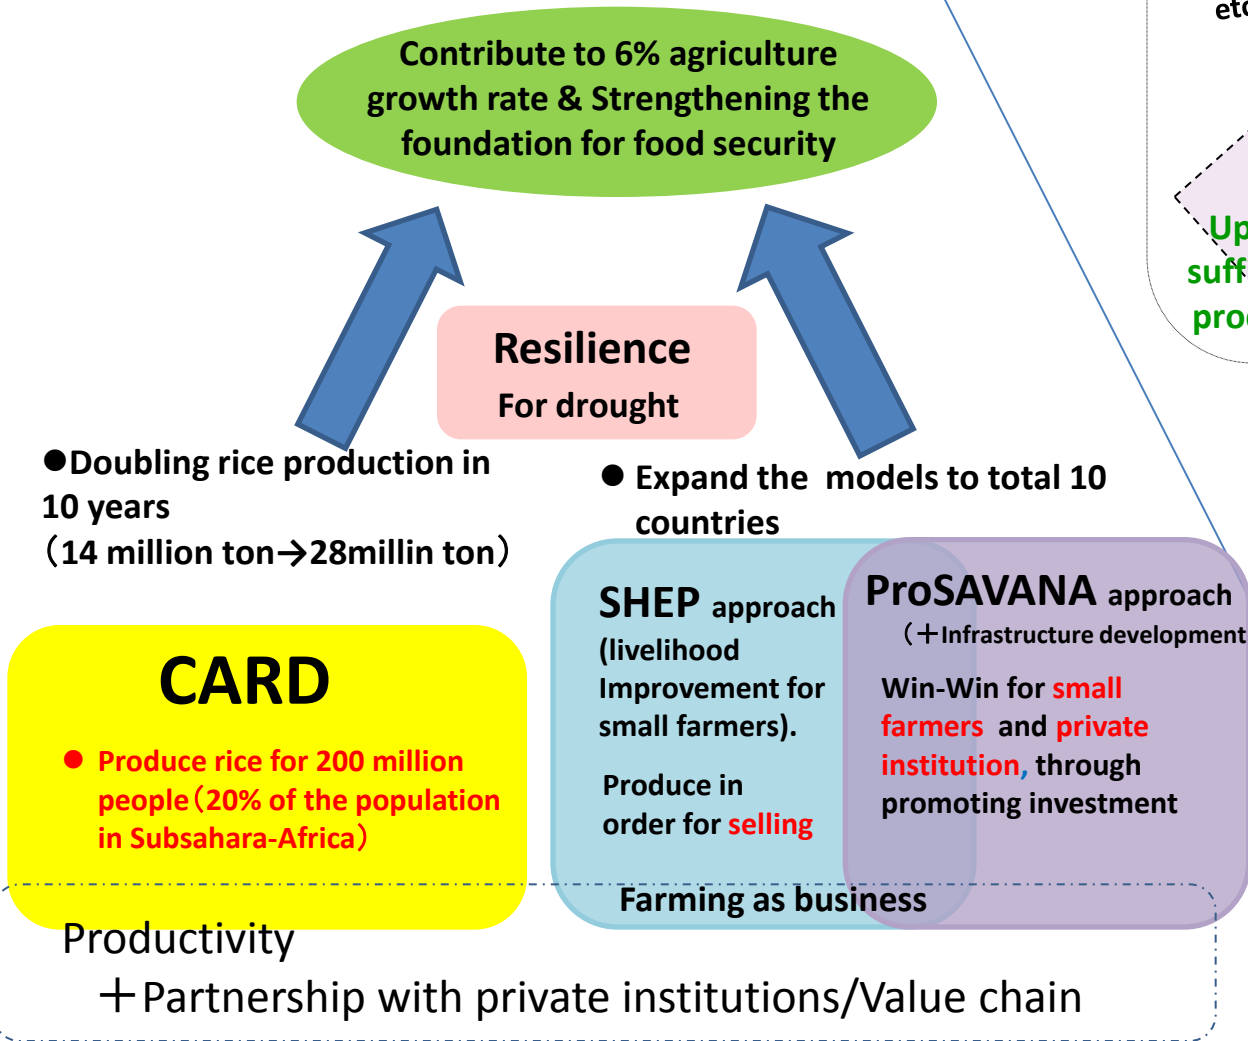 Contribute to 6% agriculture
growth rate & Strengthening the
foundation for food security
Resilience
For drought
●Doubling rice production in
10 years
（14 million ton→28millin ton）
● Expand the models to total 10
countries
CARD
● Produce rice for 200 million
people（20% of the population
in Subsahara-Africa）
SHEP approach
(livelihood
Improvement for
small farmers).
Produce in
order for selling
ProSAVANA approach
（＋Infrastructure development
Win-Win for small
farmers and private
institution, through
promoting investment
Farming as business
Productivity
＋Partnership with private institutions/Value chain